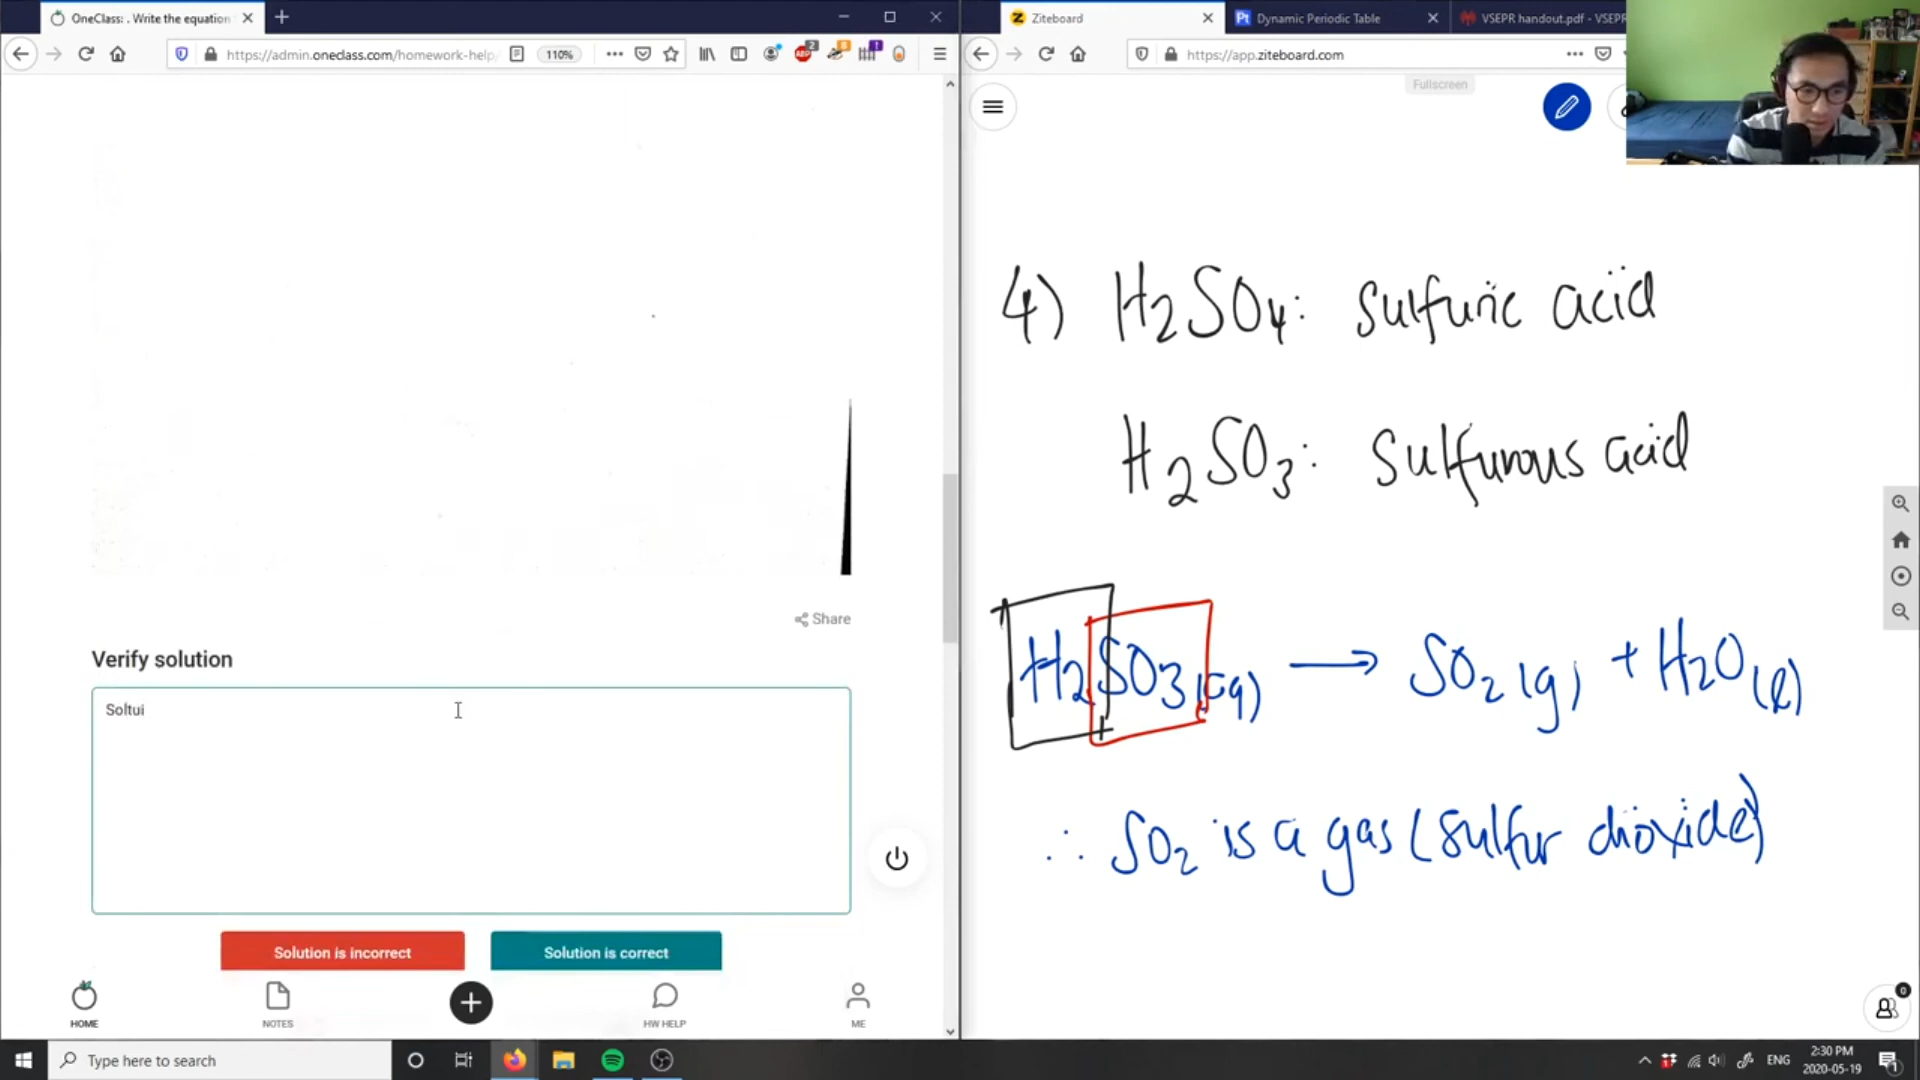 OneClass: . Write the equation
Ziteboard
Dynamic Periodic Table
VSEPR handout.pdf - VSEPR
https://admin.oneclass.com/homework-help/
110%
https://app.ziteboard.com
Fullscreen
4) H2SO4: sulfuric acid
H2SO3: sulfurous acid
H2SO3(aq) → SO2(g) + H2O(l)
∴ SO2 is a gas (sulfur dioxide)
Share
Verify solution
Soltui
Solution is incorrect
Solution is correct
HOME
NOTES
HW HELP
ME
0
Type here to search
ENG
2:30 PM
2020-05-19